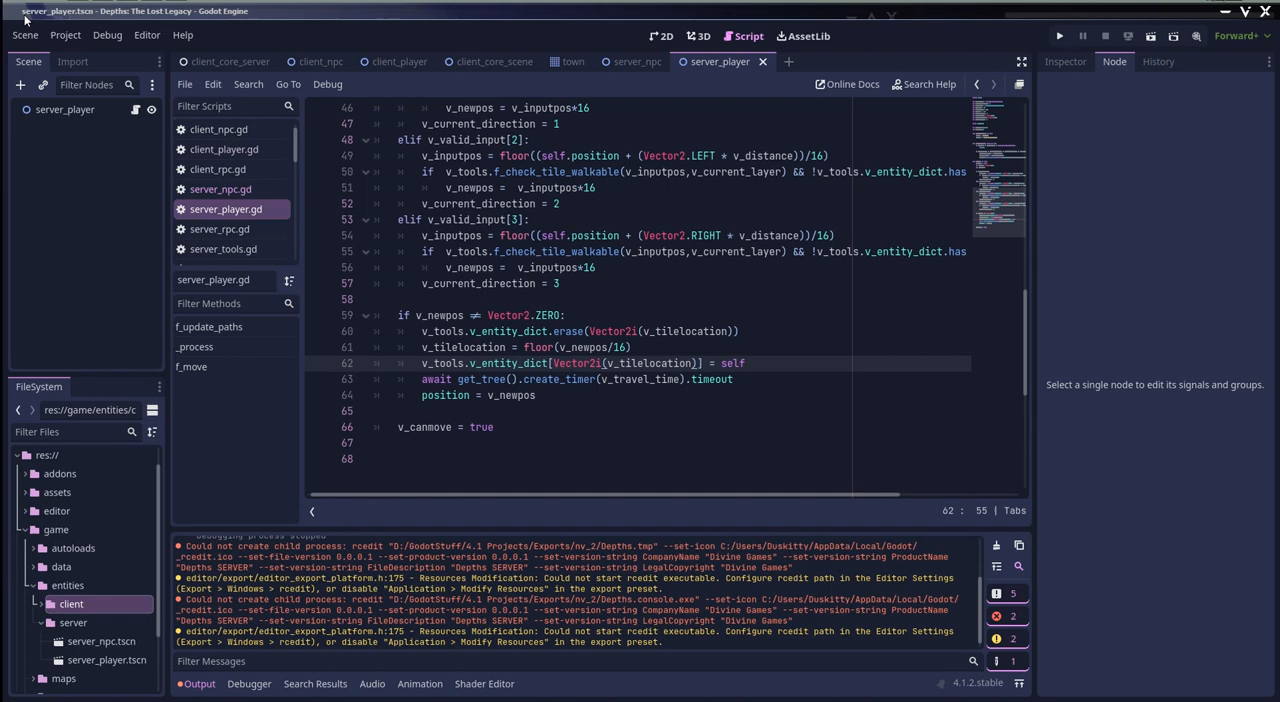 server_player.tscn - Depths: The Lost Legacy - Godot Engine
Scene Project Debug Editor Help
2D 3D Script AssetLib
Forward+
Scene Import
client_core_server client_npc client_player client_core_scene town server_npc server_player
Inspector Node History
Filter Nodes
File Edit Search Go To Debug
Online Docs Search Help
server_player
Filter Scripts
client_npc.gd
client_player.gd
client_rpc.gd
server_npc.gd
server_player.gd
server_rpc.gd
server_tools.gd
server_player.gd
Filter Methods
f_update_paths
_process
f_move
46 v_newpos = v_inputpos*16
47 v_current_direction = 1
48 elif v_valid_input[2]:
49 v_inputpos = floor((self.position + (Vector2.LEFT * v_distance))/16)
50 if v_tools.f_check_tile_walkable(v_inputpos,v_current_layer) && !v_tools.v_entity_dict.has
51 v_newpos = v_inputpos*16
52 v_current_direction = 2
53 elif v_valid_input[3]:
54 v_inputpos = floor((self.position + (Vector2.RIGHT * v_distance))/16)
55 if v_tools.f_check_tile_walkable(v_inputpos,v_current_layer) && !v_tools.v_entity_dict.has
56 v_newpos = v_inputpos*16
57 v_current_direction = 3
58
59 if v_newpos ≠ Vector2.ZERO:
60 v_tools.v_entity_dict.erase(Vector2i(v_tilelocation))
61 v_tilelocation = floor(v_newpos/16)
62 v_tools.v_entity_dict[Vector2i(v_tilelocation)] = self
63 await get_tree().create_timer(v_travel_time).timeout
64 position = v_newpos
65
66 v_canmove = true
67
68
62 : 55 | Tabs
Select a single node to edit its signals and groups.
FileSystem
res://game/entities/c
Filter Files
res://
addons
assets
editor
game
autoloads
data
entities
client
server
server_npc.tscn
server_player.tscn
maps
Debugging process stopped
Could not create child process: rcedit "D:/GodotStuff/4.1 Projects/Exports/nv_2/Depths.tmp" --set-icon C:/Users/Duskitty/AppData/Local/Godot/
_rcedit.ico --set-file-version 0.0.0.1 --set-product-version 0.0.0.1 --set-version-string CompanyName "Divine Games" --set-version-string ProductName
"Depths SERVER" --set-version-string FileDescription "Depths SERVER" --set-version-string LegalCopyright "Divine Games"
editor/export/editor_export_platform.h:175 - Resources Modification: Could not start rcedit executable. Configure rcedit path in the Editor Settings
(Export > Windows > rcedit), or disable "Application > Modify Resources" in the export preset.
Could not create child process: rcedit "D:/GodotStuff/4.1 Projects/Exports/nv_2/Depths.console.exe" --set-icon C:/Users/Duskitty/AppData/Local/Godot/
_rcedit.ico --set-file-version 0.0.0.1 --set-product-version 0.0.0.1 --set-version-string CompanyName "Divine Games" --set-version-string ProductName
"Depths SERVER" --set-version-string FileDescription "Depths SERVER" --set-version-string LegalCopyright "Divine Games"
editor/export/editor_export_platform.h:175 - Resources Modification: Could not start rcedit executable. Configure rcedit path in the Editor Settings
(Export > Windows > rcedit), or disable "Application > Modify Resources" in the export preset.
5
2
2
1
Filter Messages
Output Debugger Search Results Audio Animation Shader Editor
4.1.2.stable